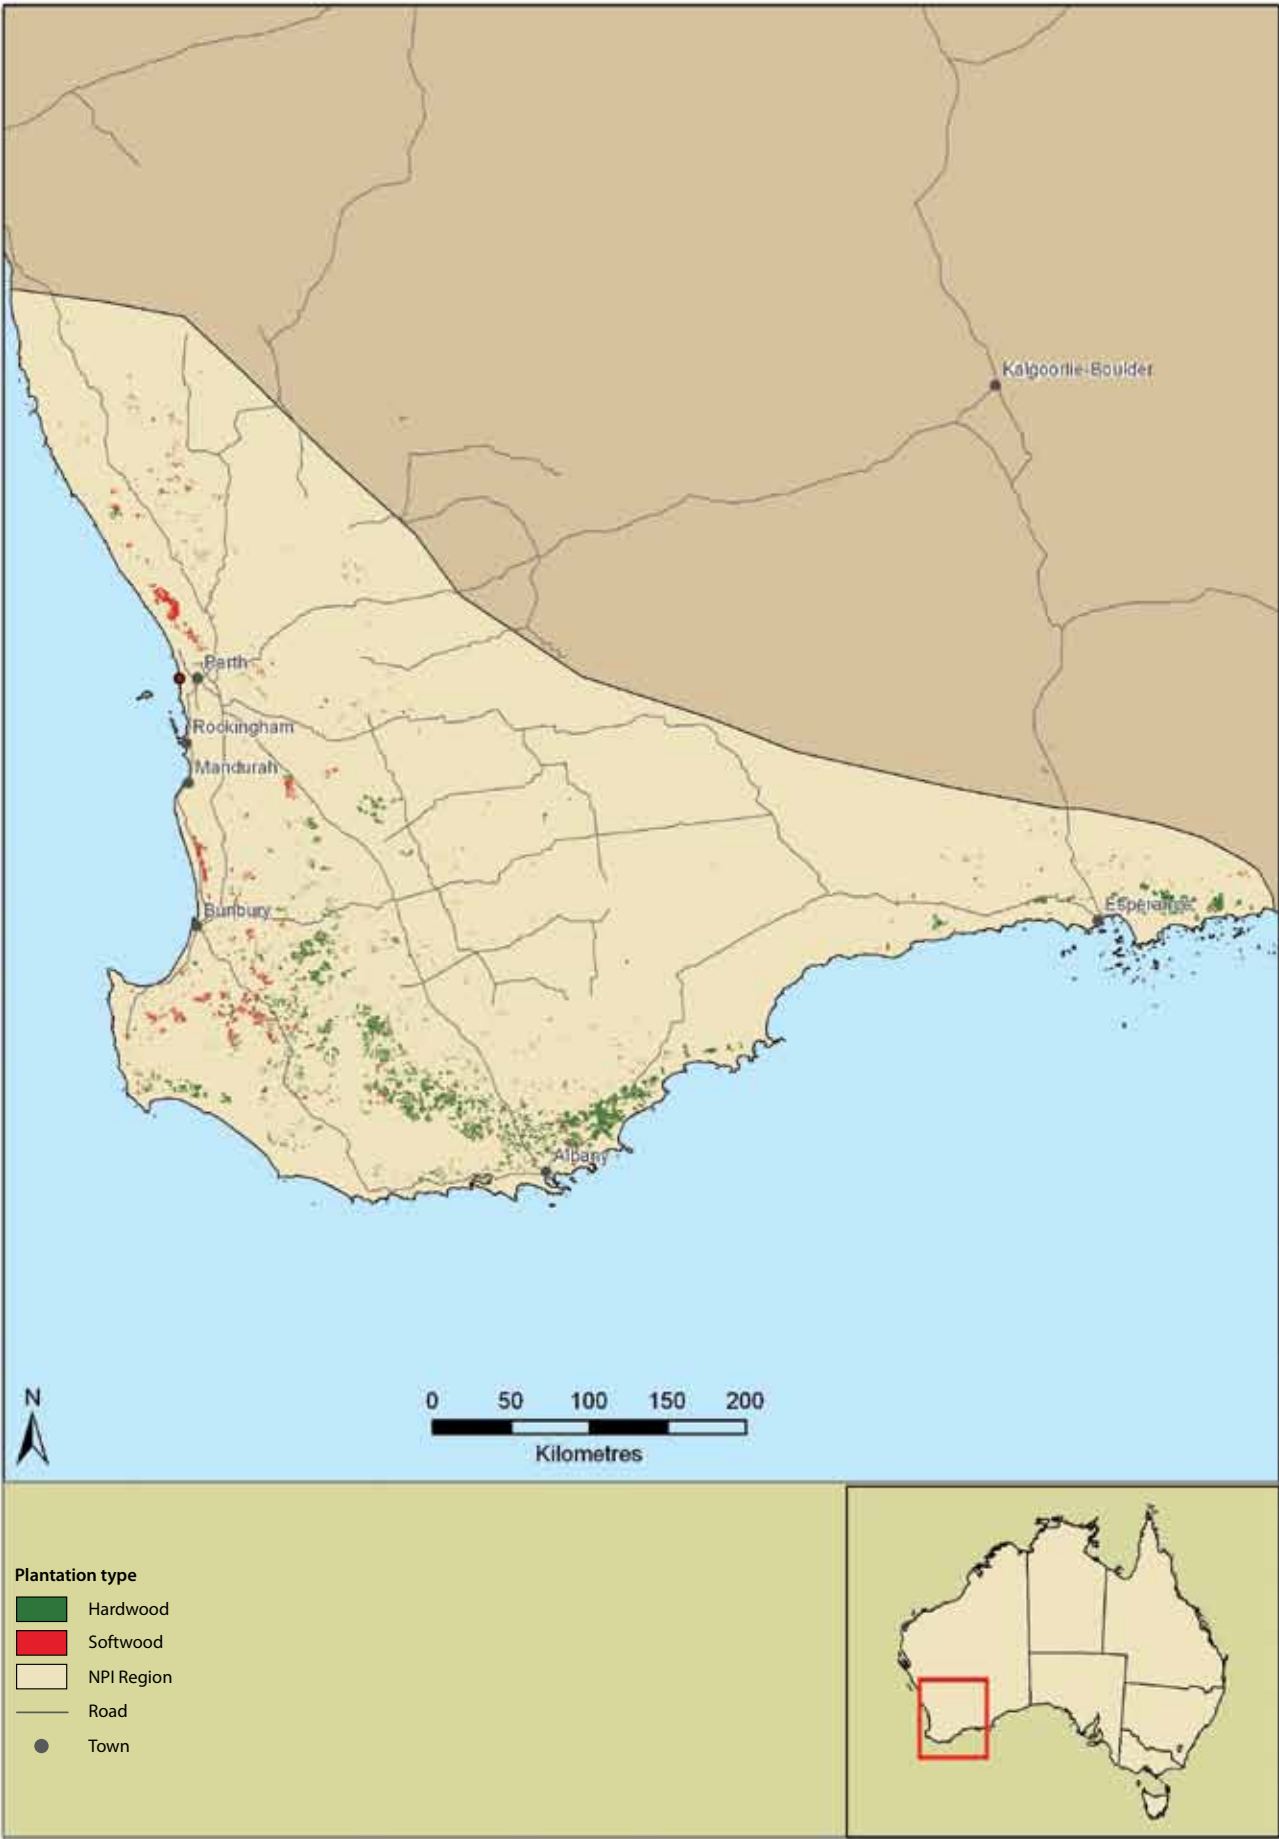 Kalgoorlie-Boulder
Perth
Rockingham
Mandurah
Bunbury
Esperance
Albany
N
0 50 100 150 200
Kilometres
Plantation type
Hardwood
Softwood
NPI Region
Road
Town